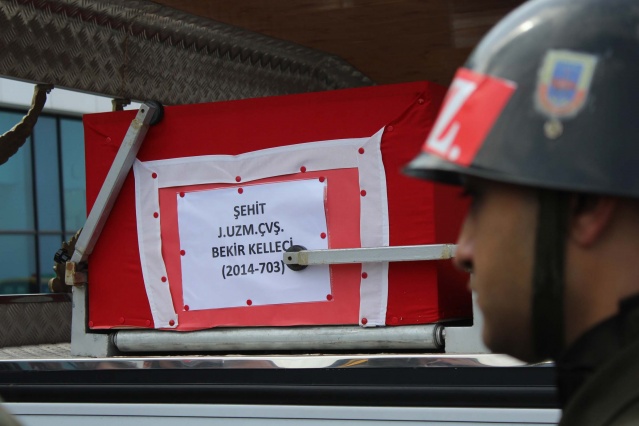 ŞEHİT
J.UZM.ÇVŞ.
BEKİR KELLECİ
(2014-703)
Z.